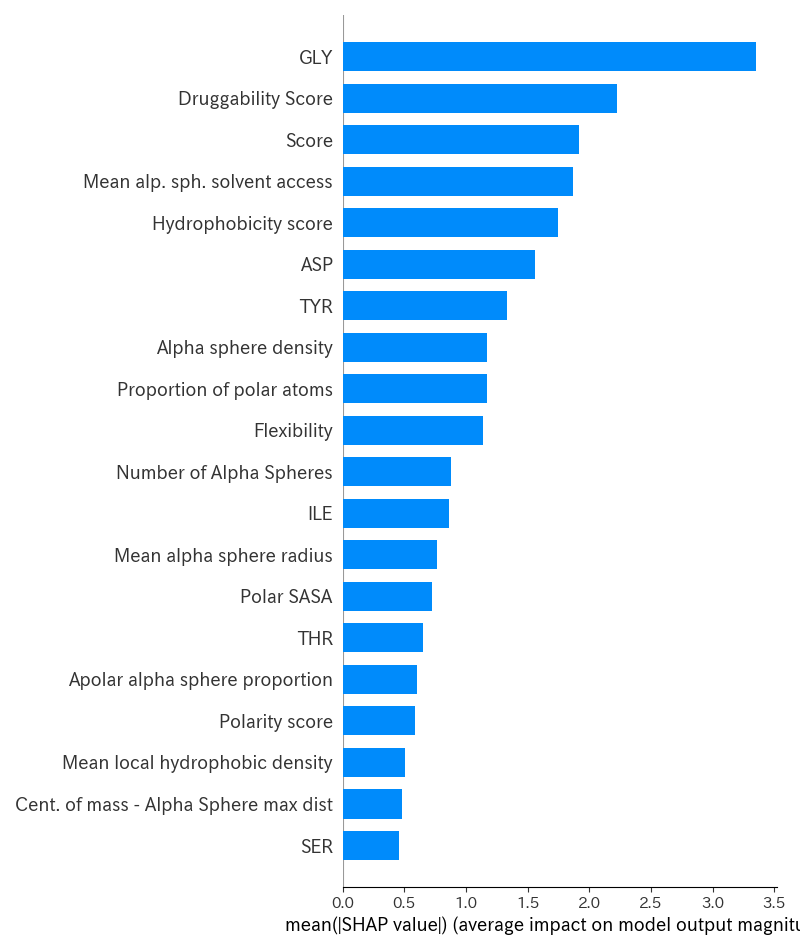 GLY
Druggability Score
Score
Mean alp. sph. solvent access
Hydrophobicity score
ASP
TYR
Alpha sphere density
Proportion of polar atoms
Flexibility
Number of Alpha Spheres
ILE
Mean alpha sphere radius
Polar SASA
THR
Apolar alpha sphere proportion
Polarity score
Mean local hydrophobic density
Cent. of mass - Alpha Sphere max dist
SER
0.0 0.5 1.0 1.5 2.0 2.5 3.0 3.5
mean(|SHAP value|) (average impact on model output magnitu